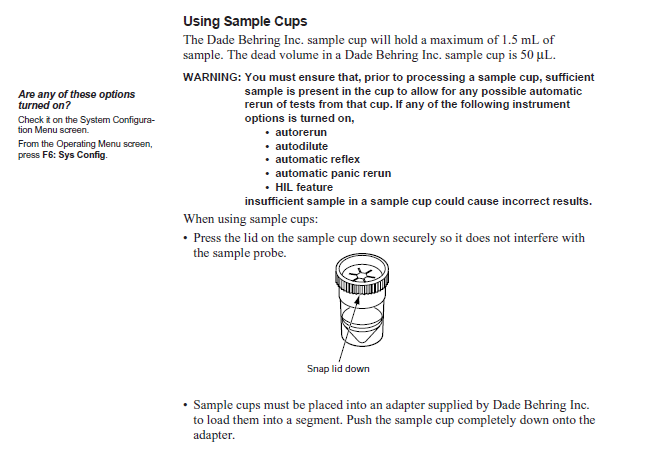 Using Sample Cups
The Dade Behring Inc. sample cup will hold a maximum of 1.5 mL of
sample. The dead volume in a Dade Behring Inc. sample cup is 50 µL.
WARNING: You must ensure that, prior to processing a sample cup, sufficient
sample is present in the cup to allow for any possible automatic
rerun of tests from that cup. If any of the following instrument
options is turned on,
• autorerun
• autodilute
• automatic reflex
• automatic panic rerun
• HIL feature
insufficient sample in a sample cup could cause incorrect results.
Are any of these options
turned on?
Check it on the System Configura-
tion Menu screen.
From the Operating Menu screen,
press F6: Sys Config.
When using sample cups:
• Press the lid on the sample cup down securely so it does not interfere with
the sample probe.
Snap lid down
• Sample cups must be placed into an adapter supplied by Dade Behring Inc.
to load them into a segment. Push the sample cup completely down onto the
adapter.